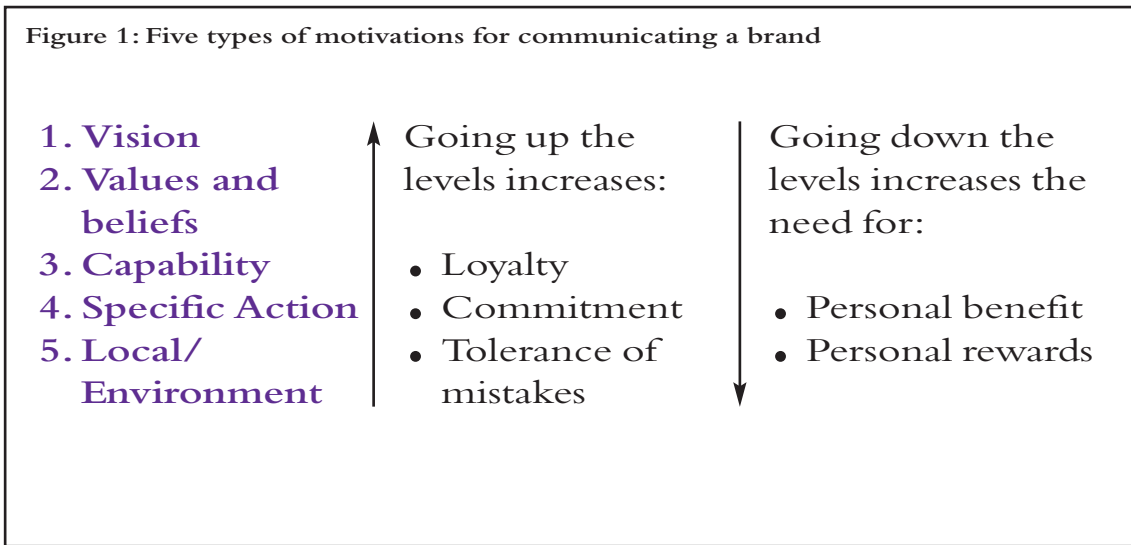 Figure 1: Five types of motivations for communicating a brand
1. Vision
2. Values and
beliefs
3. Capability
4. Specific Action
5. Local/
Environment
Going up the
levels increases:
• Loyalty
• Commitment
• Tolerance of
mistakes
Going down the
levels increases the
need for:
• Personal benefit
• Personal rewards